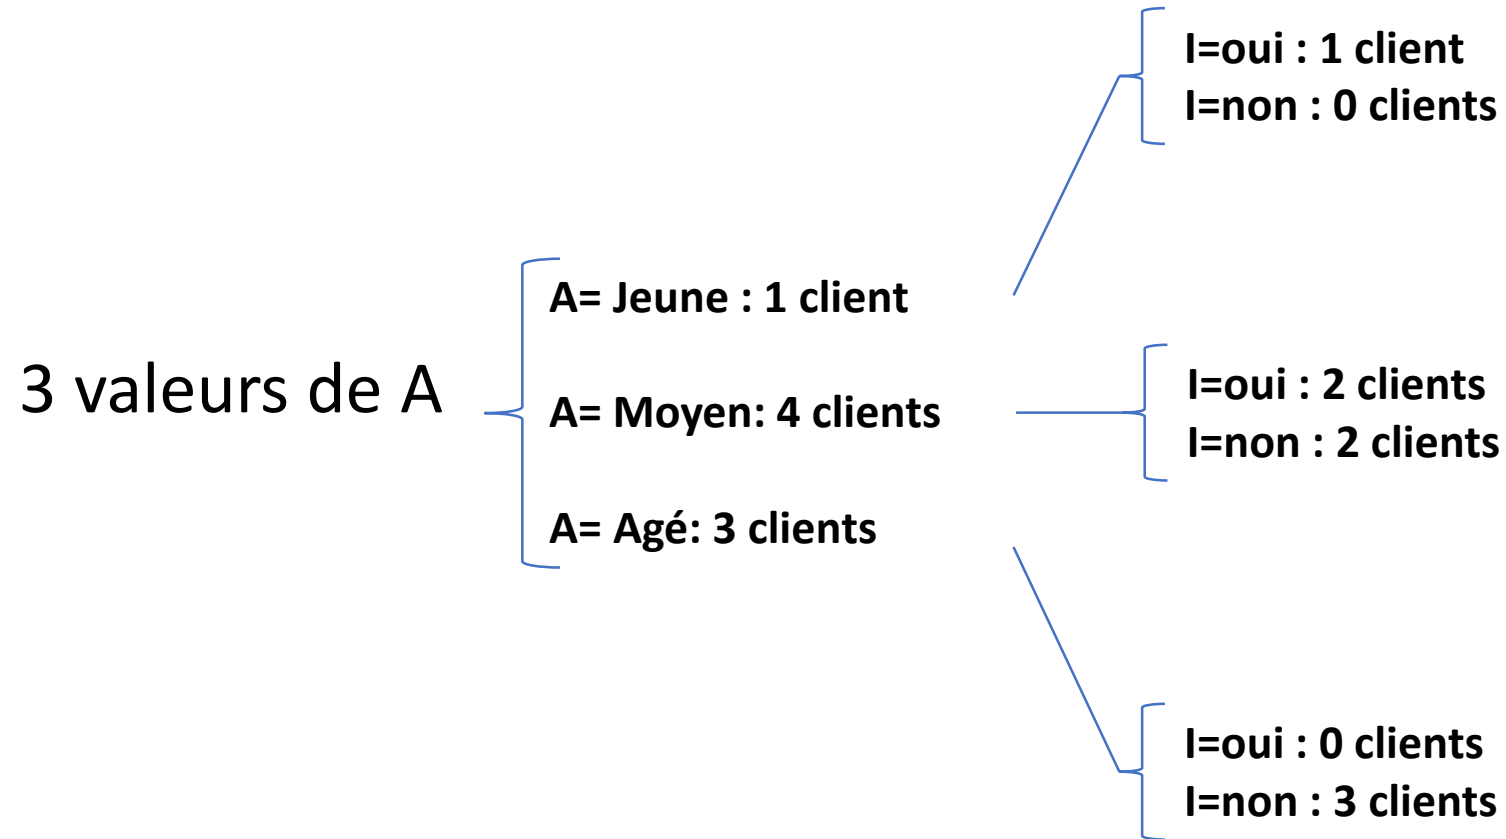 3 valeurs de A
A= Jeune : 1 client
A= Moyen: 4 clients
A= Agé: 3 clients
I=oui : 1 client
I=non : 0 clients
I=oui : 2 clients
I=non : 2 clients
I=oui : 0 clients
I=non : 3 clients